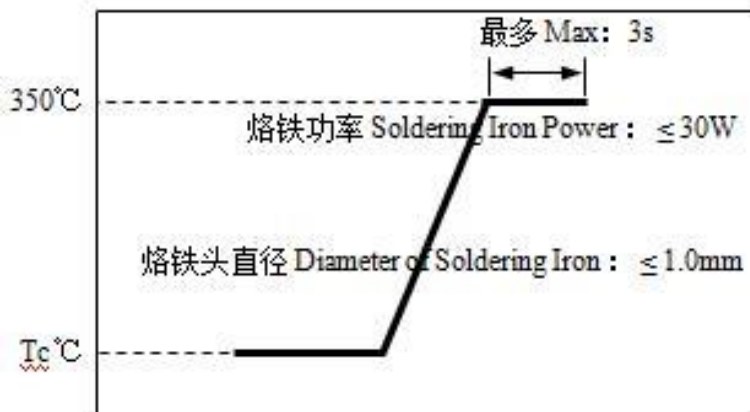 最多 Max：3s
350℃
烙铁功率 Soldering Iron Power：≤30W
烙铁头直径 Diameter of Soldering Iron：≤1.0mm
Tc℃